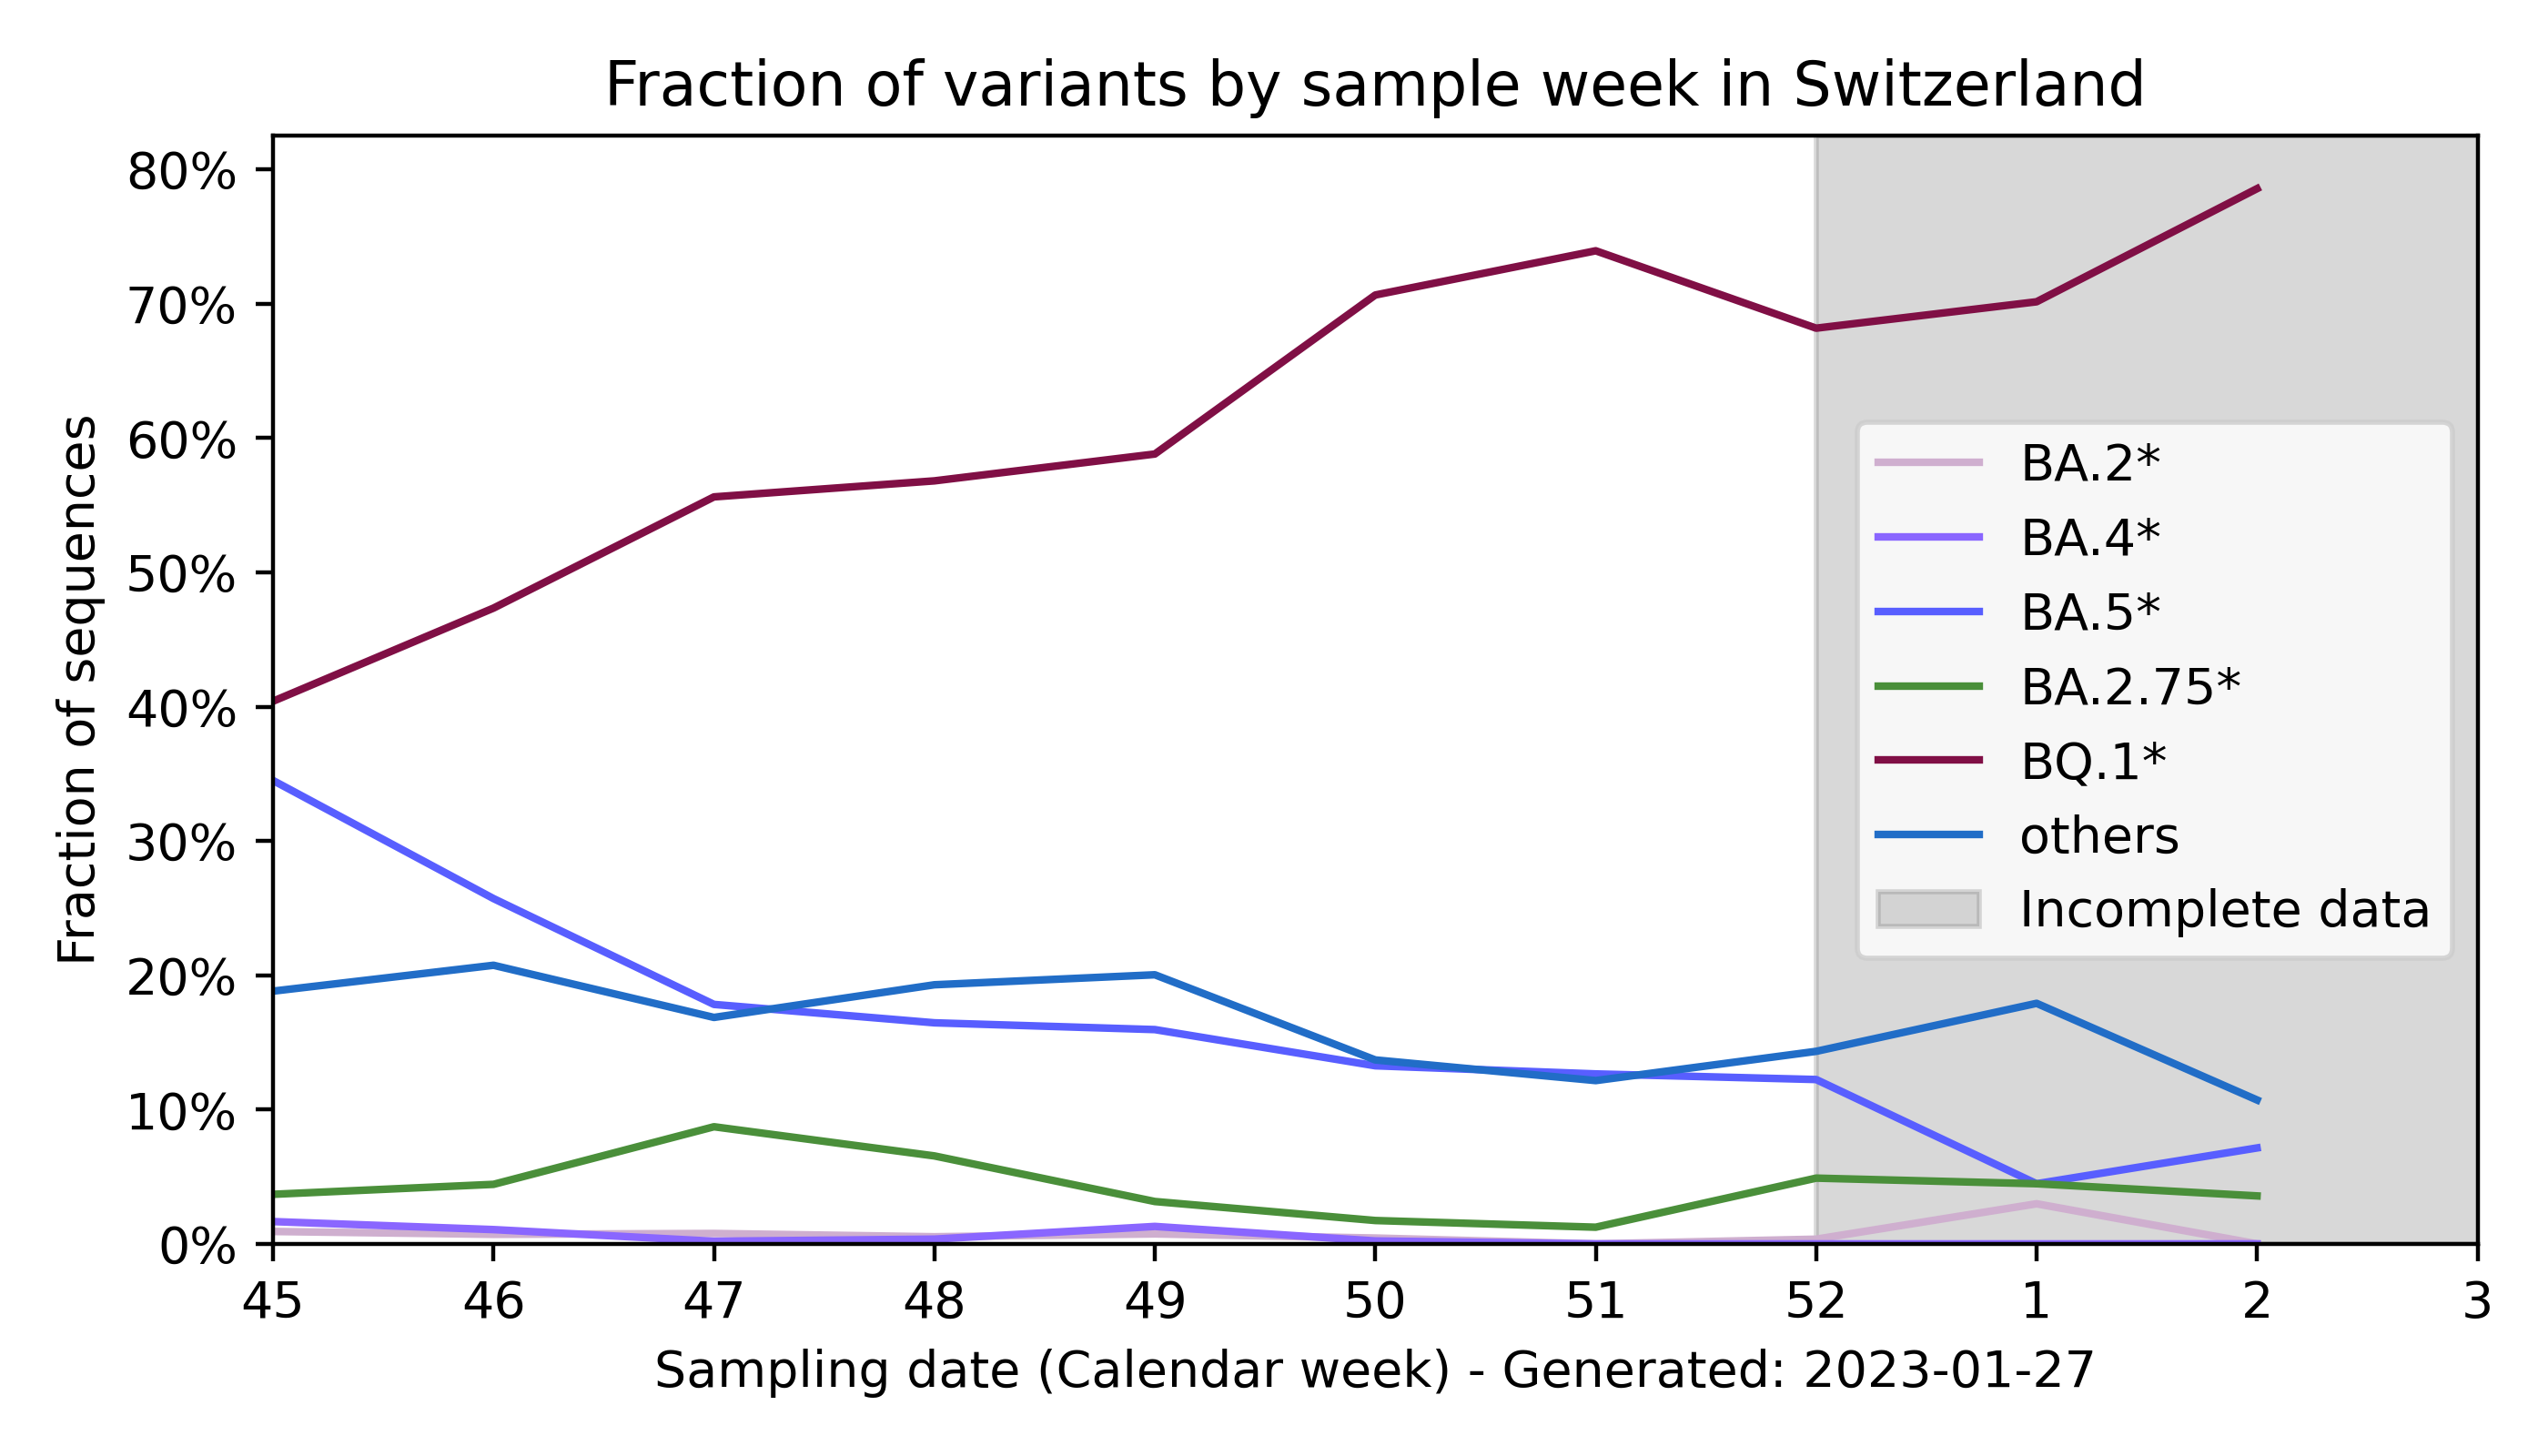 Fraction of variants by sample week in Switzerland
80%
70%
60%
50%
40%
30%
20%
10%
0%
Fraction of sequences
BA.2*
BA.4*
BA.5*
BA.2.75*
BQ.1*
others
Incomplete data
45 46 47 48 49 50 51 52 1 2 3
Sampling date (Calendar week) - Generated: 2023-01-27